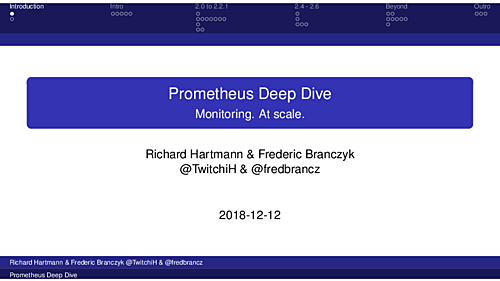 Introduction Intro 2.0 to 2.2.1 2.4 - 2.6 Beyond Outro
Prometheus Deep Dive
Monitoring. At scale.
Richard Hartmann & Frederic Branczyk
@TwitchiH & @fredbrancz
2018-12-12
Richard Hartmann & Frederic Branczyk @TwitchiH & @fredbrancz
Prometheus Deep Dive